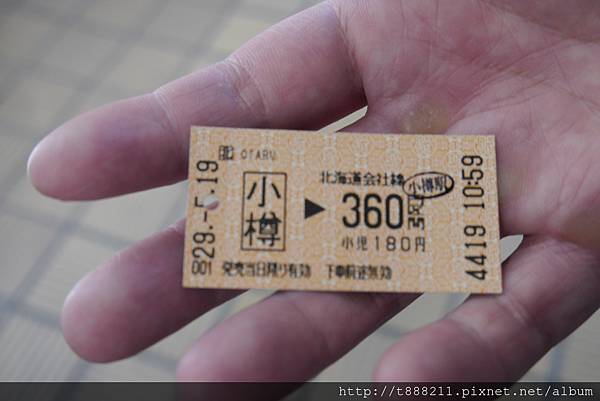 OTARU
29.-5.19
小樽
▶
北海道会社線
小樽駅
360円区間
小児180円
001 発売当日限り有効 下車前途無効
4419 10:59
http://t888211.pixnet.net/album